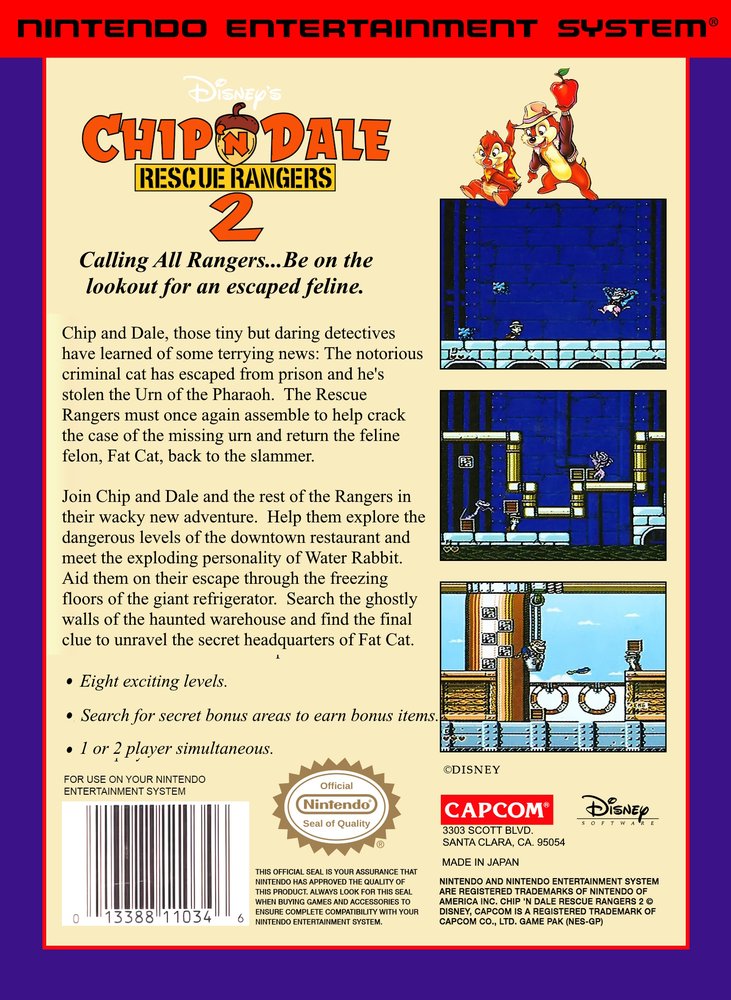 NINTENDO ENTERTAINMENT SYSTEM®
DISNEY'S
CHIP 'N DALE
RESCUE RANGERS
2
Calling All Rangers...Be on the
lookout for an escaped feline.
Chip and Dale, those tiny but daring detectives
have learned of some terrying news: The notorious
criminal cat has escaped from prison and he's
stolen the Urn of the Pharaoh. The Rescue
Rangers must once again assemble to help crack
the case of the missing urn and return the feline
felon, Fat Cat, back to the slammer.
Join Chip and Dale and the rest of the Rangers in
their wacky new adventure. Help them explore the
dangerous levels of the downtown restaurant and
meet the exploding personality of Water Rabbit.
Aid them on their escape through the freezing
floors of the giant refrigerator. Search the ghostly
walls of the haunted warehouse and find the final
clue to unravel the secret headquarters of Fat Cat.
• Eight exciting levels.
• Search for secret bonus areas to earn bonus items.
• 1 or 2 player simultaneous.
FOR USE ON YOUR NINTENDO
ENTERTAINMENT SYSTEM
0 13388 11034 6
Official
Nintendo®
Seal of Quality
®
THIS OFFICIAL SEAL IS YOUR ASSURANCE THAT
NINTENDO HAS APPROVED THE QUALITY OF
THIS PRODUCT. ALWAYS LOOK FOR THIS SEAL
WHEN BUYING GAMES AND ACCESSORIES TO
ENSURE COMPLETE COMPATIBILITY WITH YOUR
NINTENDO ENTERTAINMENT SYSTEM.
©DISNEY
CAPCOM®
Disney
SOFTWARE
3303 SCOTT BLVD.
SANTA CLARA, CA. 95054
MADE IN JAPAN
NINTENDO AND NINTENDO ENTERTAINMENT SYSTEM
ARE REGISTERED TRADEMARKS OF NINTENDO OF
AMERICA INC. CHIP 'N DALE RESCUE RANGERS 2 ©
DISNEY, CAPCOM IS A REGISTERED TRADEMARK OF
CAPCOM CO., LTD. GAME PAK (NES-GP)